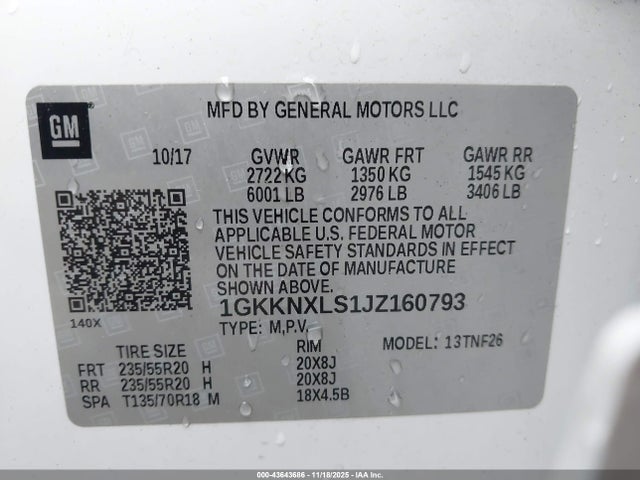 GM
MFD BY GENERAL MOTORS LLC
10/17 GVWR GAWR FRT GAWR RR
2722 KG 1350 KG 1545 KG
6001 LB 2976 LB 3406 LB
THIS VEHICLE CONFORMS TO ALL
APPLICABLE U.S. FEDERAL MOTOR
VEHICLE SAFETY STANDARDS IN EFFECT
ON THE DATE OF MANUFACTURE
SHOWN ABOVE.
140X
1GKKNXLS1JZ160793
TYPE: M.P.V. MODEL: 13TNF26
TIRE SIZE RIM
FRT 235/55R20 H 20X8J
RR 235/55R20 H 20X8J
SPA T135/70R18 M 18X4.5B
000-43643686 - 11/18/2025 - IAAI JZ